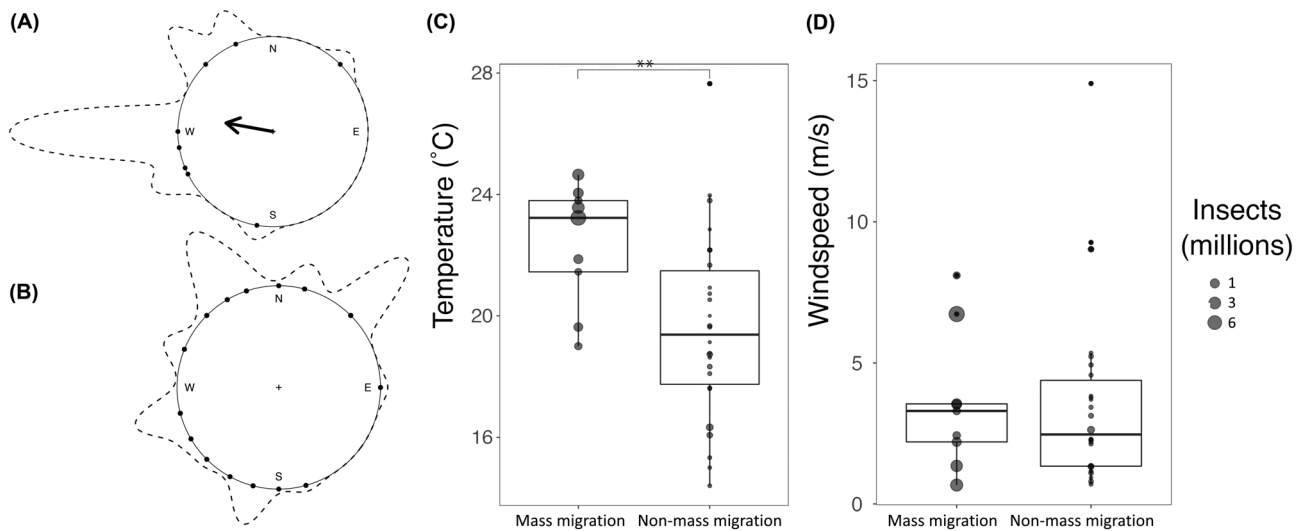 (A)
N
W
E
S
(B)
N
W
E
S
(C)
Temperature (°C)
28
24
20
16
**
Mass migration
Non-mass migration
(D)
Windspeed (m/s)
15
10
5
0
Mass migration
Non-mass migration
Insects
(millions)
1
3
6